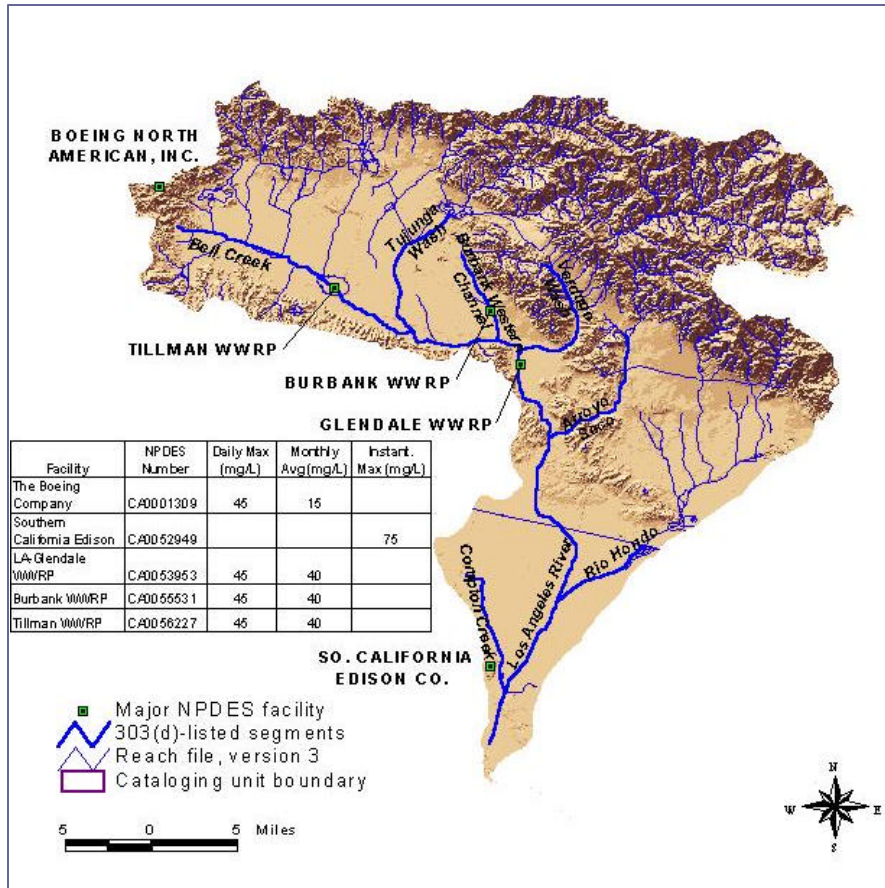 BOEING NORTH
AMERICAN, INC.
Bell Creek
Tujunga
Wash
Burbank Western
Channel
Verdugo
Wash
TILLMAN WWRP
BURBANK WWRP
GLENDALE WWRP
Arroyo
Seco
Facility NPDES Number Daily Max (mg/L) Monthly Avg(mg/L) Instant. Max (mg/L)
The Boeing Company CA0001309 45 15
Southern California Edison CA0052949 75
LA-Glendale WWRP CA0053953 45 40
Burbank WWRP CA0055531 45 40
Tillman WWRP CA0056227 45 40
Rio Hondo
Los Angeles River
Compton Creek
SO. CALIFORNIA
EDISON CO.
Major NPDES facility
303(d)-listed segments
Reach file, version 3
Cataloging unit boundary
5 0 5 Miles
N
W E
S